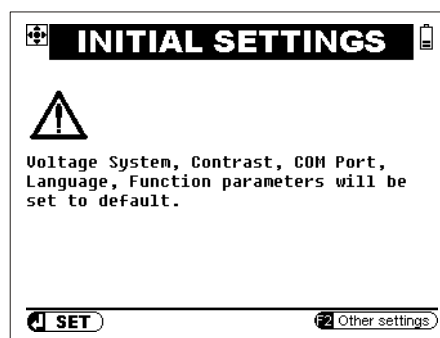 INITIAL SETTINGS
Voltage System, Contrast, COM Port,
Language, Function parameters will be
set to default.
SET
F2 Other settings